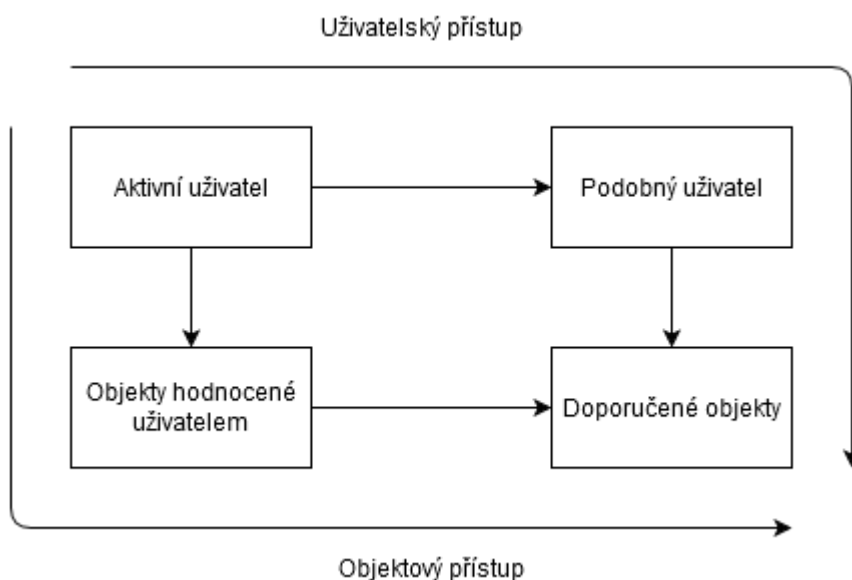 Uživatelský přístup
Aktivní uživatel
Podobný uživatel
Objekty hodnocené
uživatelem
Doporučené objekty
Objektový přístup